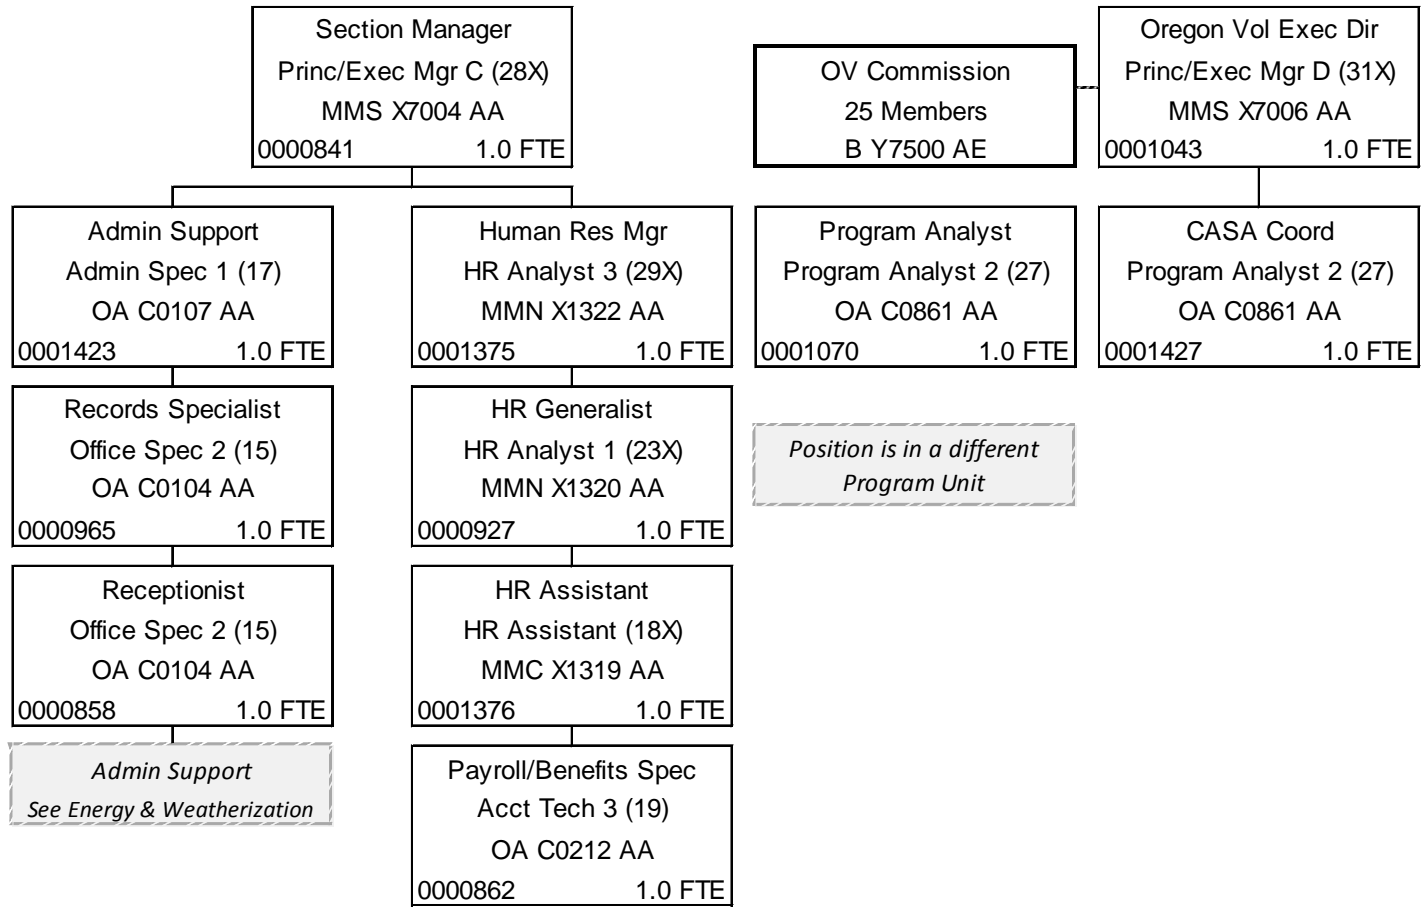 Section Manager
Princ/Exec Mgr C (28X)
MMS X7004 AA
0000841 1.0 FTE
OV Commission
25 Members
B Y7500 AE
Oregon Vol Exec Dir
Princ/Exec Mgr D (31X)
MMS X7006 AA
0001043 1.0 FTE
Admin Support
Admin Spec 1 (17)
OA C0107 AA
0001423 1.0 FTE
Human Res Mgr
HR Analyst 3 (29X)
MMN X1322 AA
0001375 1.0 FTE
Program Analyst
Program Analyst 2 (27)
OA C0861 AA
0001070 1.0 FTE
CASA Coord
Program Analyst 2 (27)
OA C0861 AA
0001427 1.0 FTE
Records Specialist
Office Spec 2 (15)
OA C0104 AA
0000965 1.0 FTE
HR Generalist
HR Analyst 1 (23X)
MMN X1320 AA
0000927 1.0 FTE
Position is in a different
Program Unit
Receptionist
Office Spec 2 (15)
OA C0104 AA
0000858 1.0 FTE
HR Assistant
HR Assistant (18X)
MMC X1319 AA
0001376 1.0 FTE
Admin Support
See Energy & Weatherization
Payroll/Benefits Spec
Acct Tech 3 (19)
OA C0212 AA
0000862 1.0 FTE